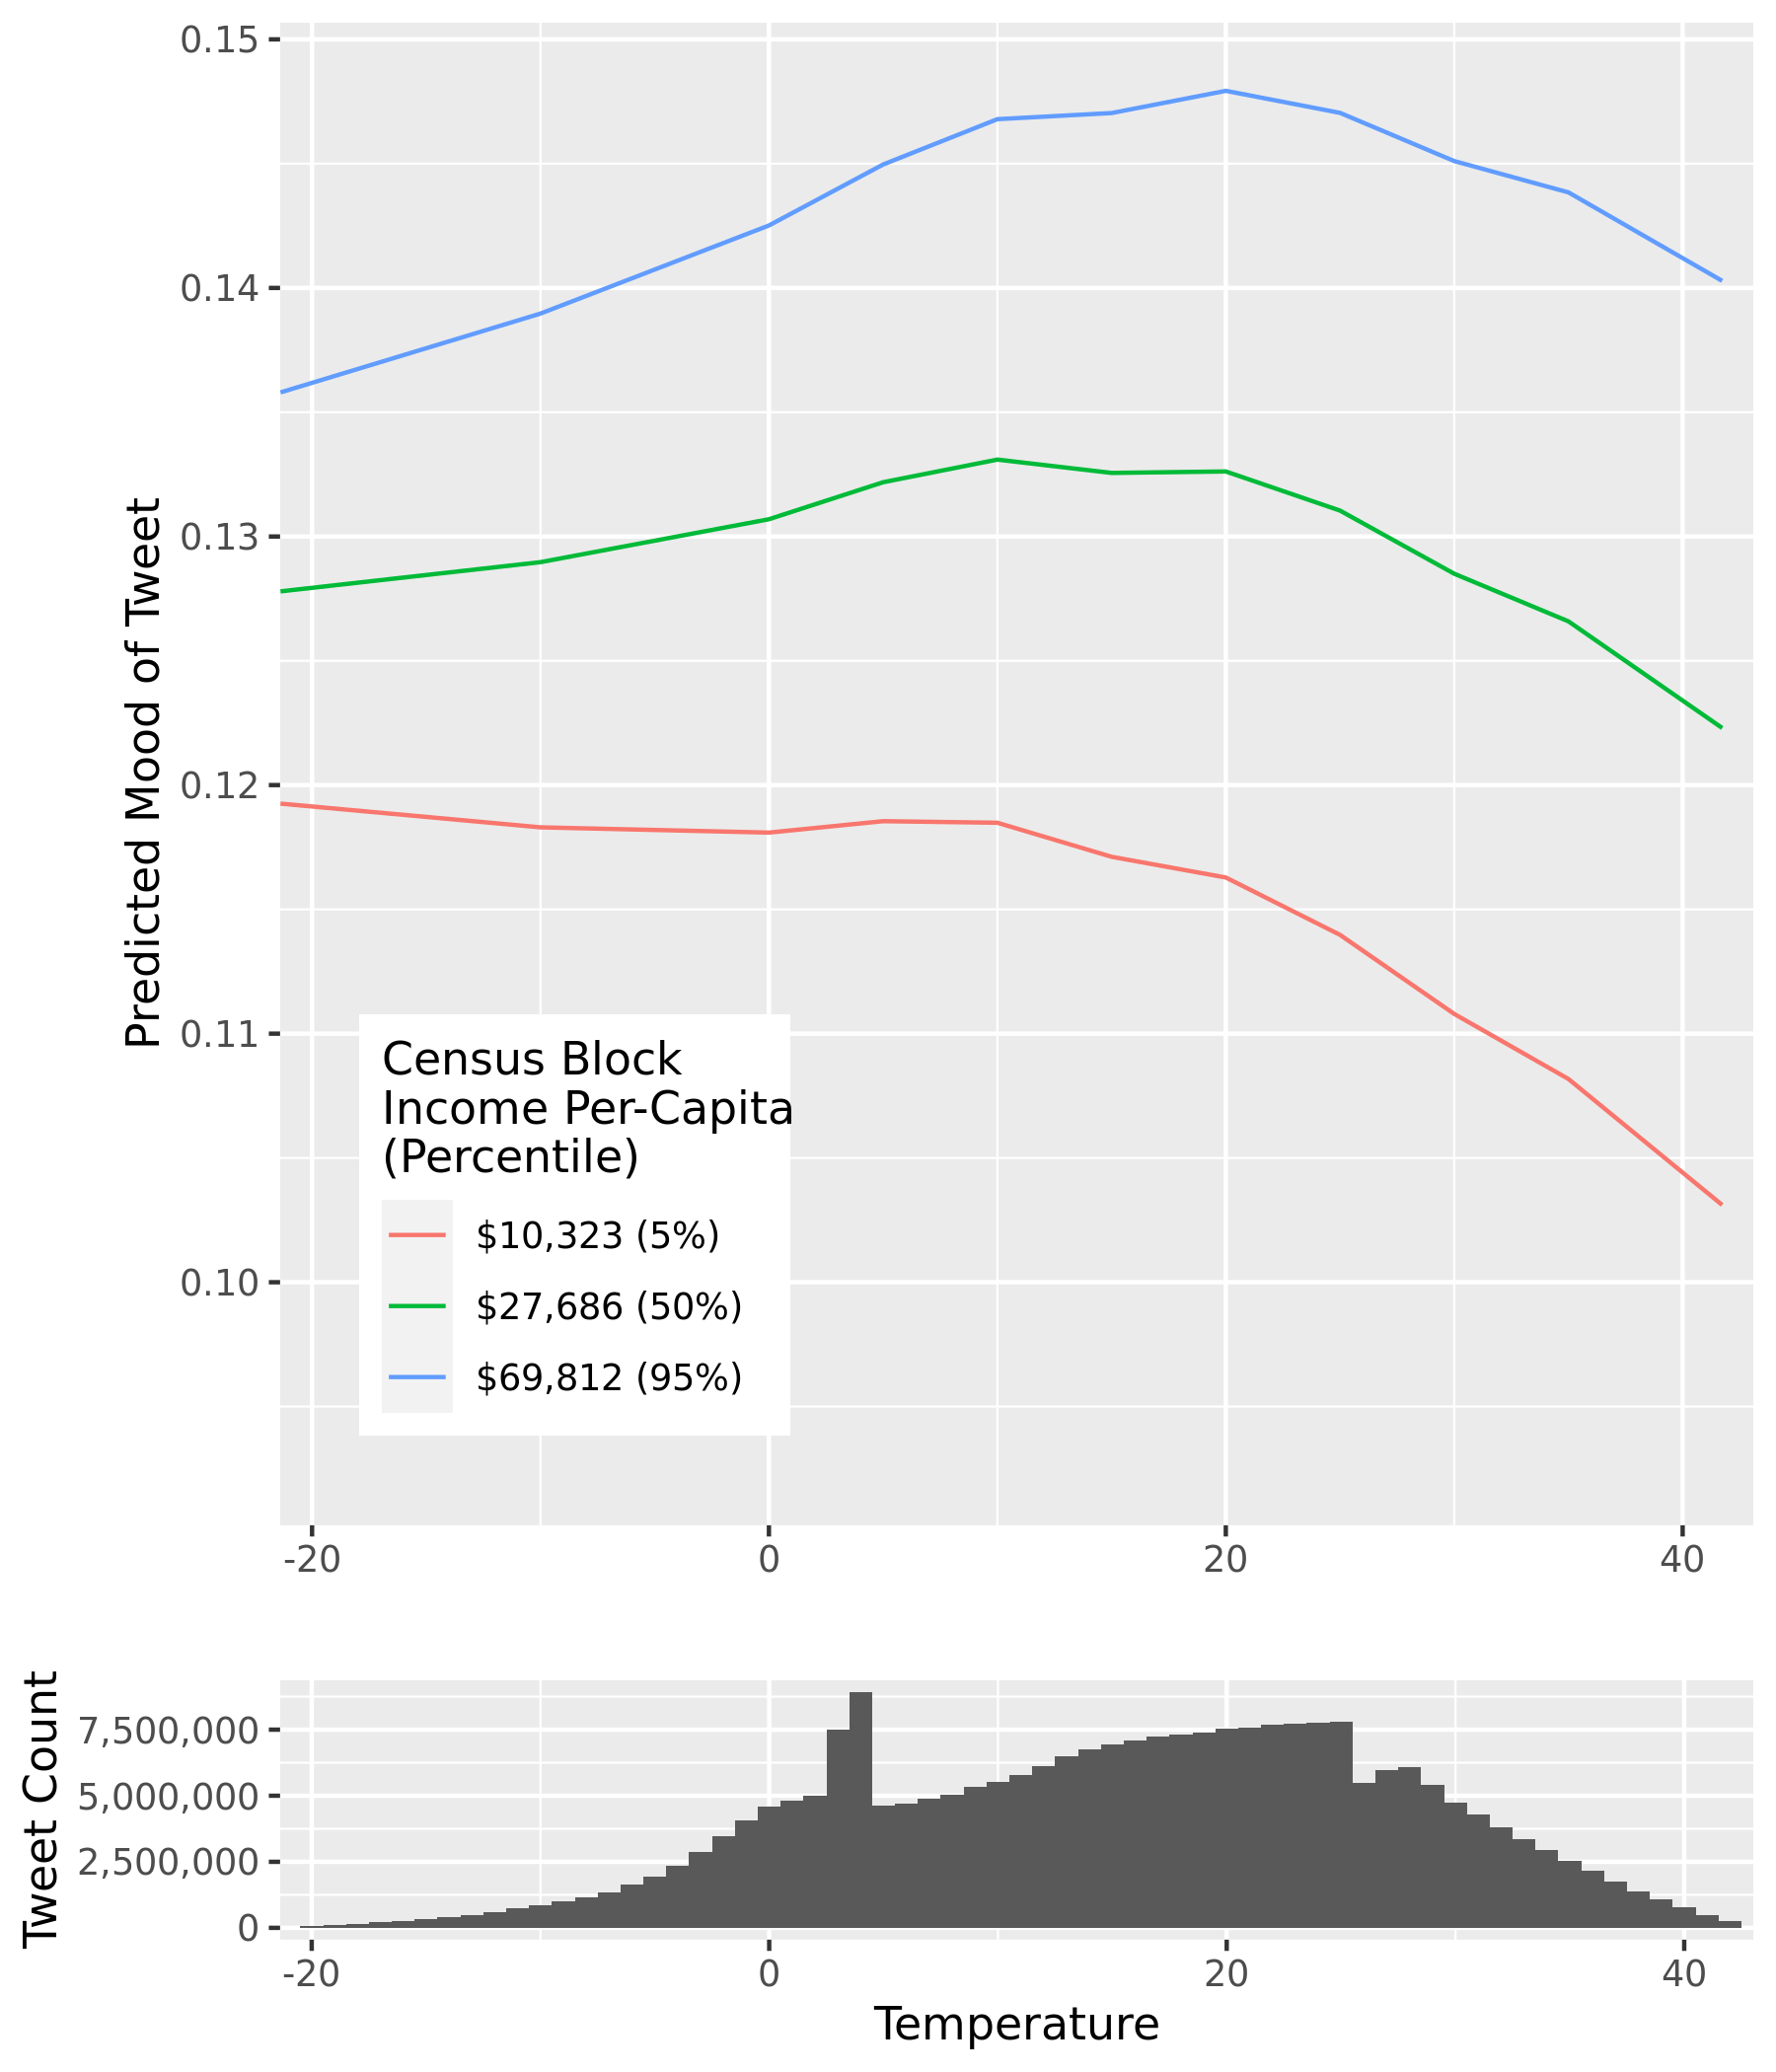 0.15
0.14
0.13
0.12
0.11
0.10
Predicted Mood of Tweet
Census Block
Income Per-Capita
(Percentile)
$10,323 (5%)
$27,686 (50%)
$69,812 (95%)
-20 0 20 40
Tweet Count
7,500,000
5,000,000
2,500,000
0
-20 0 20 40
Temperature